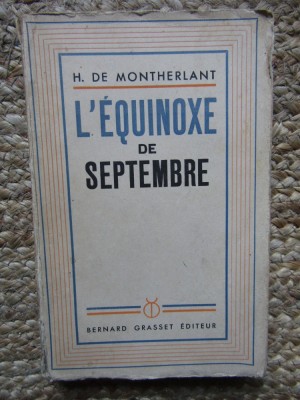 H. DE MONTHERLANT
L'ÉQUINOXE
DE
SEPTEMBRE
BERNARD GRASSET ÉDITEUR